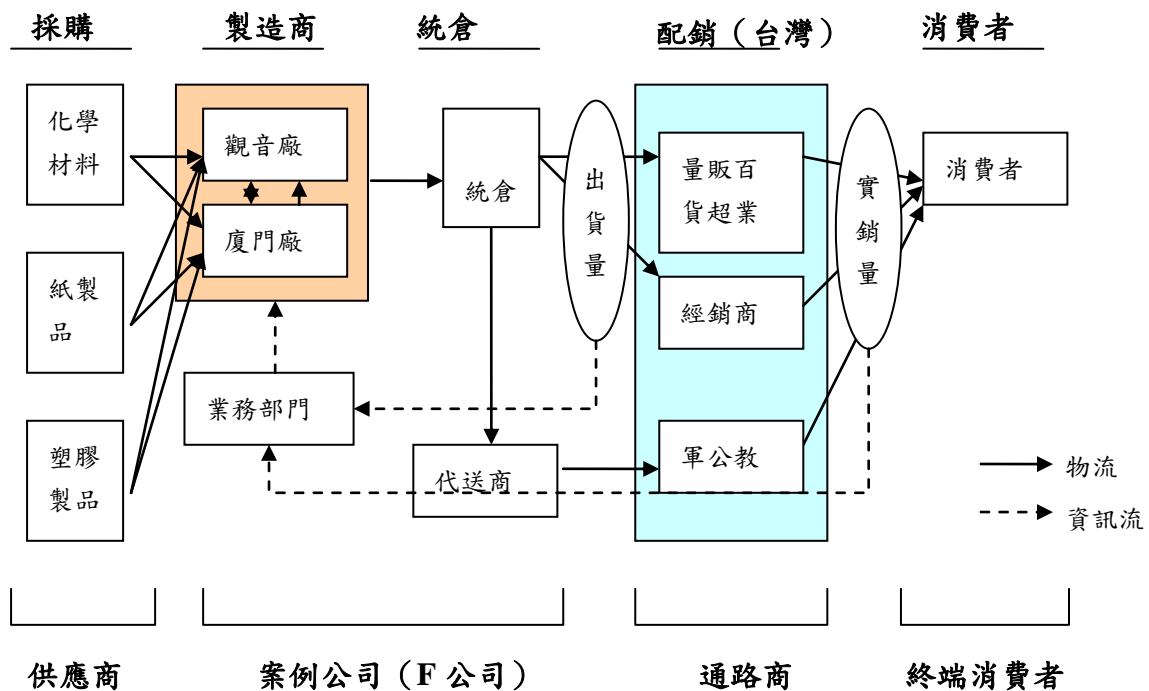 採購
製造商
統倉
配銷（台灣）
消費者
化學
材料
紙製
品
塑膠
製品
觀音廠
廈門廠
業務部門
統倉
代送商
出
貨
量
量販百
貨超業
經銷商
軍公教
實
銷
量
消費者
物流
資訊流
供應商
案例公司（F 公司）
通路商
終端消費者